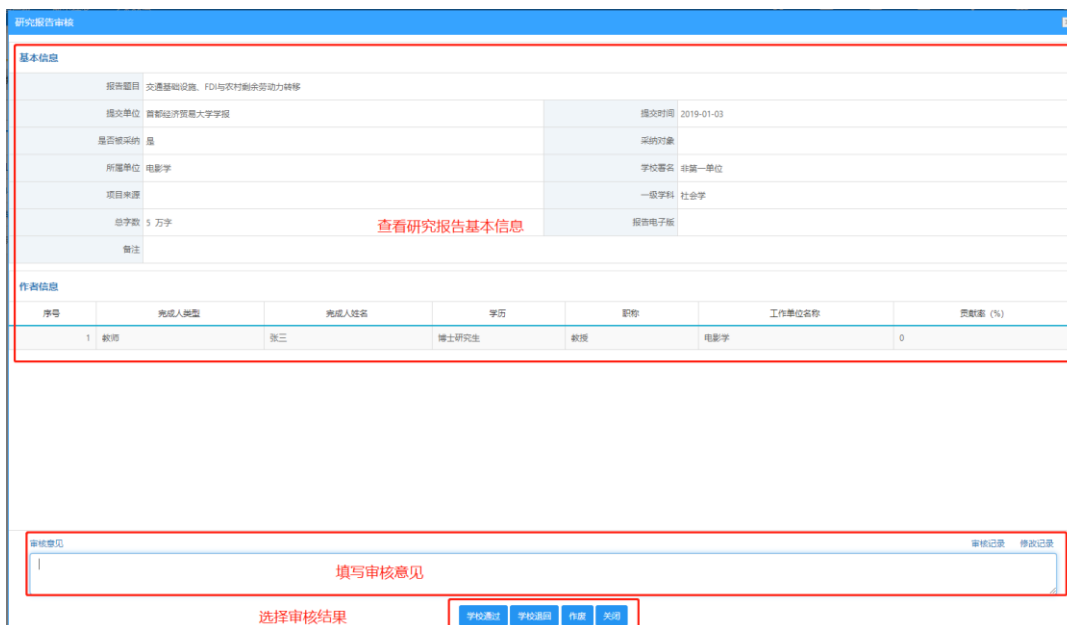 研究报告审核
基本信息
报告题目 交通基础设施、FDI与农村剩余劳动力转移
提交单位 首都经济贸易大学学报 提交时间 2019-01-03
是否被采纳 是 采纳对象
所属单位 电影学 学校署名 非第一单位
项目来源 一级学科 社会学
总字数 5 万字 查看研究报告基本信息 报告电子版
备注
作者信息
序号 完成人类型 完成人姓名 学历 职称 工作单位名称 贡献率 (%)
1 教师 张三 博士研究生 教授 电影学 0
审核意见 审核记录 修改记录
填写审核意见
选择审核结果 学校通过 学校退回 作废 关闭